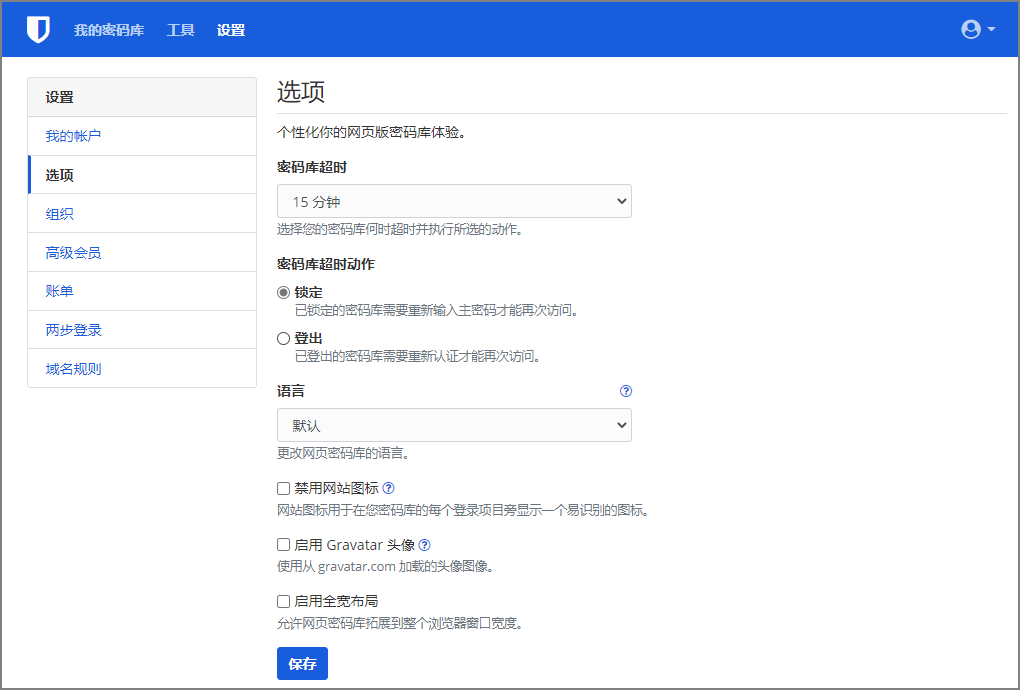 我的密码库 工具 设置
设置
我的帐户
选项
组织
高级会员
账单
两步登录
域名规则
选项
个性化你的网页版密码库体验。
密码库超时
15 分钟
选择您的密码库何时超时并执行所选的动作。
密码库超时动作
锁定
已锁定的密码库需要重新输入主密码才能再次访问。
登出
已登出的密码库需要重新认证才能再次访问。
语言
默认
更改网页密码库的语言。
禁用网站图标
网站图标用于在您密码库的每个登录项目旁显示一个易识别的图标。
启用 Gravatar 头像
使用从 gravatar.com 加载的头像图像。
启用全宽布局
允许网页密码库拓展到整个浏览器窗口宽度。
保存